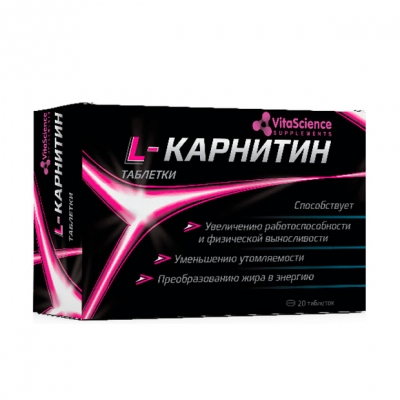 VitaScience
SUPPLEMENTS
L-КАРНИТИН
ТАБЛЕТКИ
Способствует
Увеличению работоспособности
и физической выносливости
Уменьшению утомляемости
Преобразованию жира в энергию
20 таблеток
VitaScience
SUPPLEMENTS
L-КАРНИТИН
ТАБЛЕТКИ